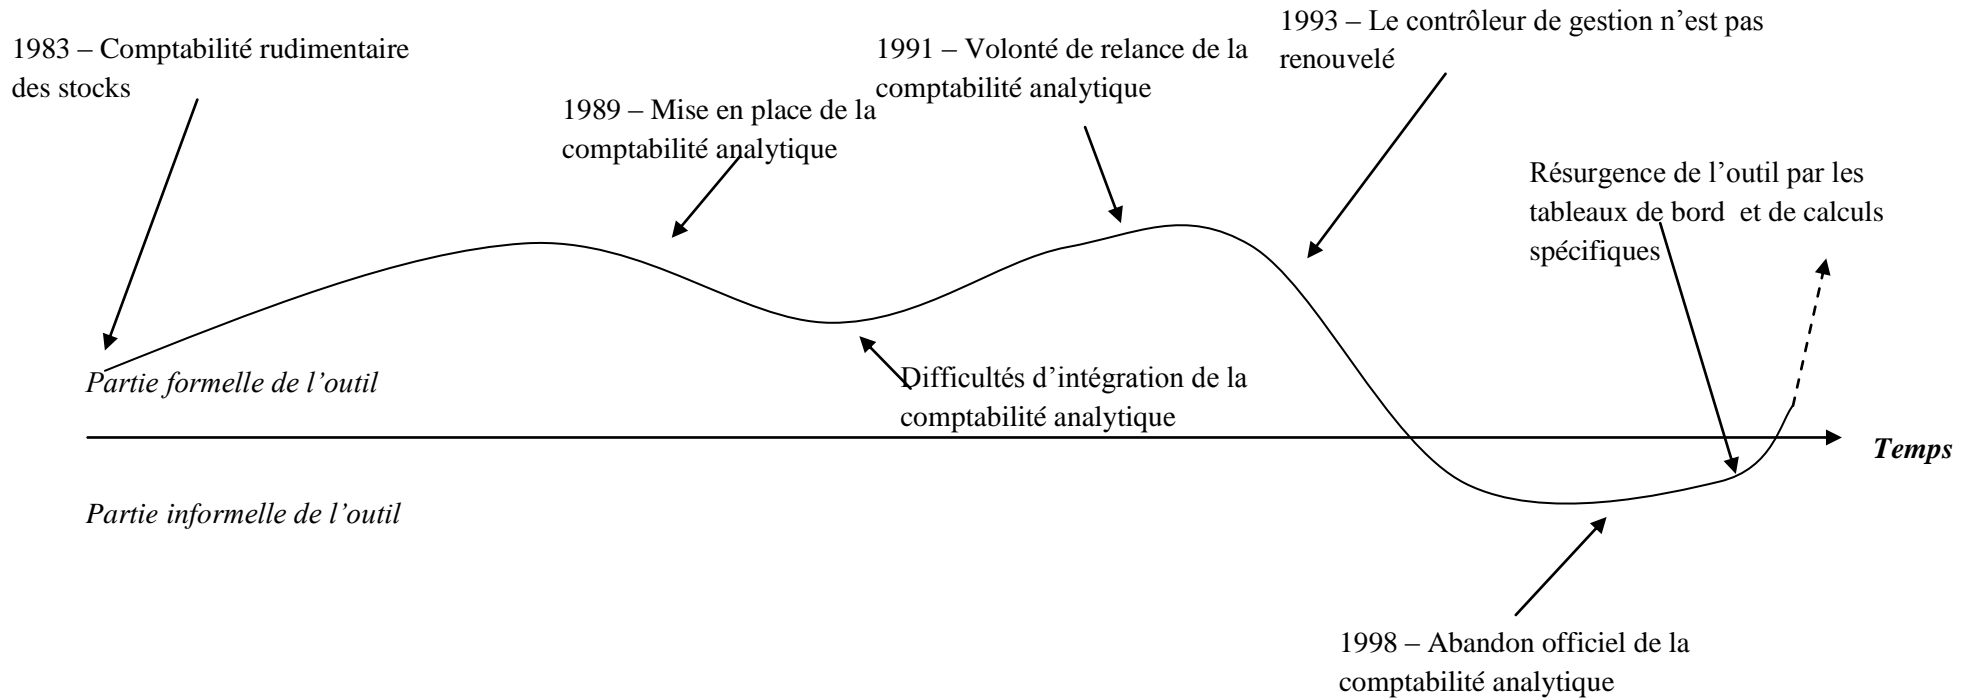 1983 – Comptabilité rudimentaire
des stocks
1989 – Mise en place de la
comptabilité analytique
1991 – Volonté de relance de la
comptabilité analytique
1993 – Le contrôleur de gestion n’est pas
renouvelé
Résurgence de l’outil par les
tableaux de bord et de calculs
spécifiques
Partie formelle de l’outil
Difficultés d’intégration de la
comptabilité analytique
Temps
Partie informelle de l’outil
1998 – Abandon officiel de la
comptabilité analytique